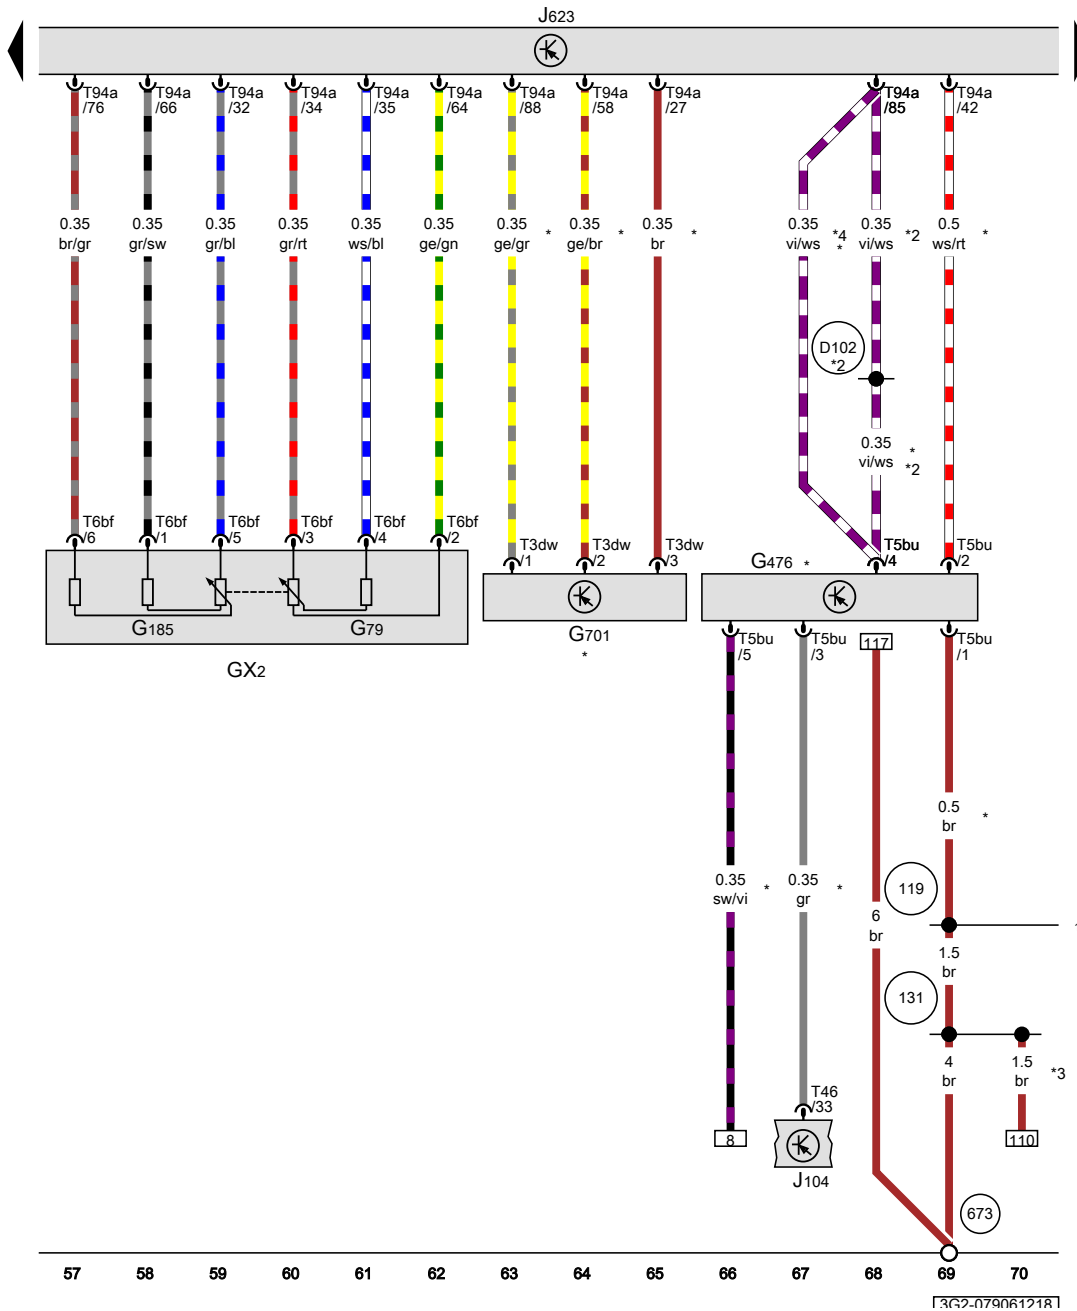 J623
T94a T94a T94a T94a T94a T94a T94a T94a T94a T94a T94a
/76 /66 /32 /34 /35 /64 /88 /58 /27 /85 /42
0.35 0.35 0.35 0.35 0.35 0.35 0.35 0.35 0.35 0.35 0.35 0.5
br/gr gr/sw gr/bl gr/rt ws/bl ge/gn ge/gr * ge/br * br * vi/ws *4 * vi/ws *2 ws/rt *
D102
*2
0.35
vi/ws
*
*2
T6bf T6bf T6bf T6bf T6bf T6bf
/6 /1 /5 /3 /4 /2
T3dw T3dw T3dw T5bu T5bu
/1 /2 /3 /4 /2
G476 *
G185 G79
G701
*
GX2
T5bu T5bu 117 T5bu
/5 /3 /1
0.5
br *
0.35 * 0.35 *
sw/vi gr
119
6
br
1.5
br
131
4 1.5
br br *3
T46
/33
8 110
J104
673
57 58 59 60 61 62 63 64 65 66 67 68 69 70
3G2-079061218